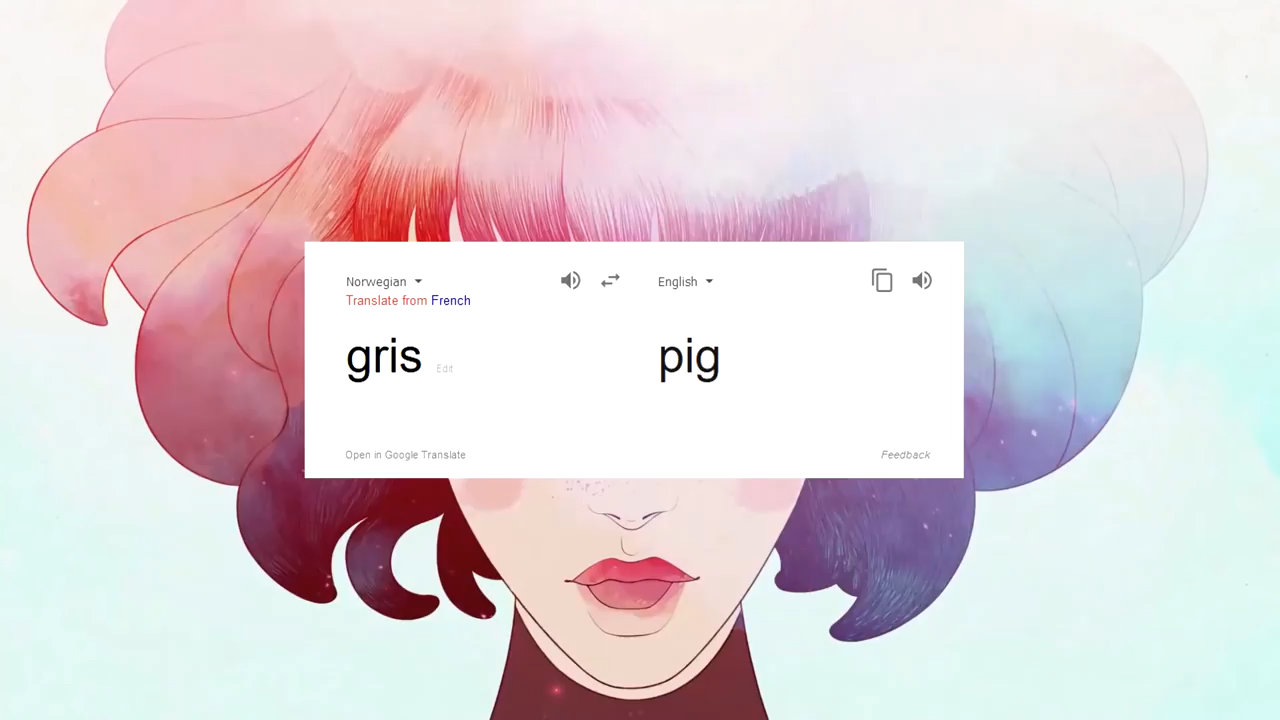 Norwegian English
Translate from French
gris Edit pig
Open in Google Translate Feedback